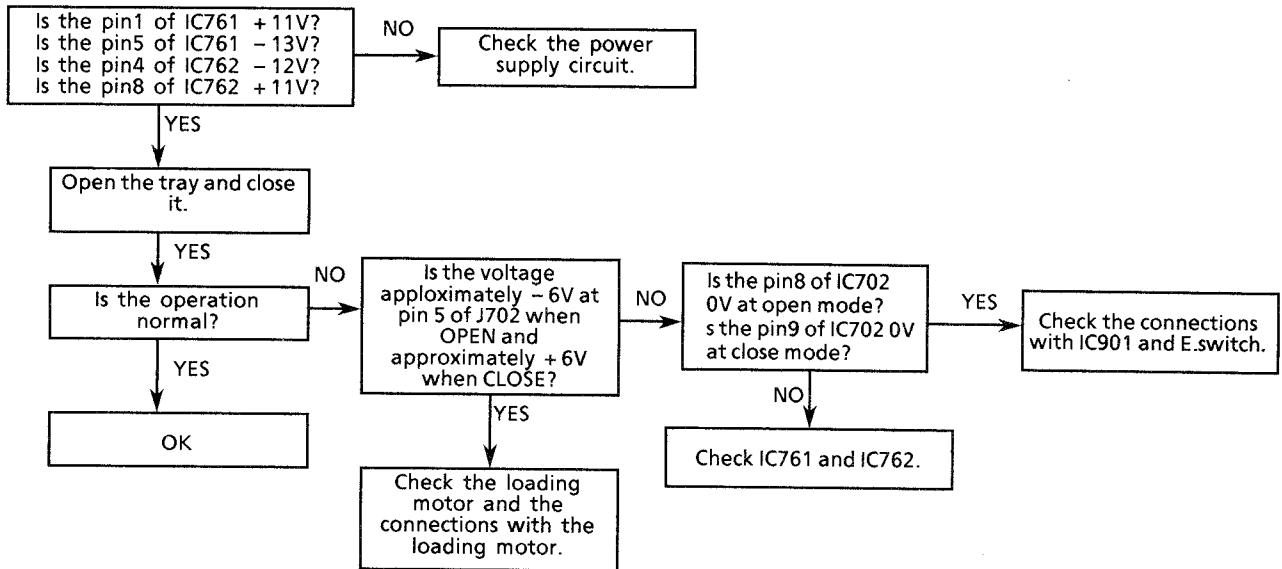 Is the pin1 of IC761 +11V?
Is the pin5 of IC761 –13V?
Is the pin4 of IC762 –12V?
Is the pin8 of IC762 +11V?
NO
Check the power
supply circuit.
YES
Open the tray and close
it.
YES
Is the operation
normal?
NO
Is the voltage
apploximately – 6V at
pin 5 of J702 when
OPEN and
approximately + 6V
when CLOSE?
NO
Is the pin8 of IC702
0V at open mode?
s the pin9 of IC702 0V
at close mode?
YES
Check the connections
with IC901 and E.switch.
YES
OK
YES
Check the loading
motor and the
connections with the
loading motor.
NO
Check IC761 and IC762.